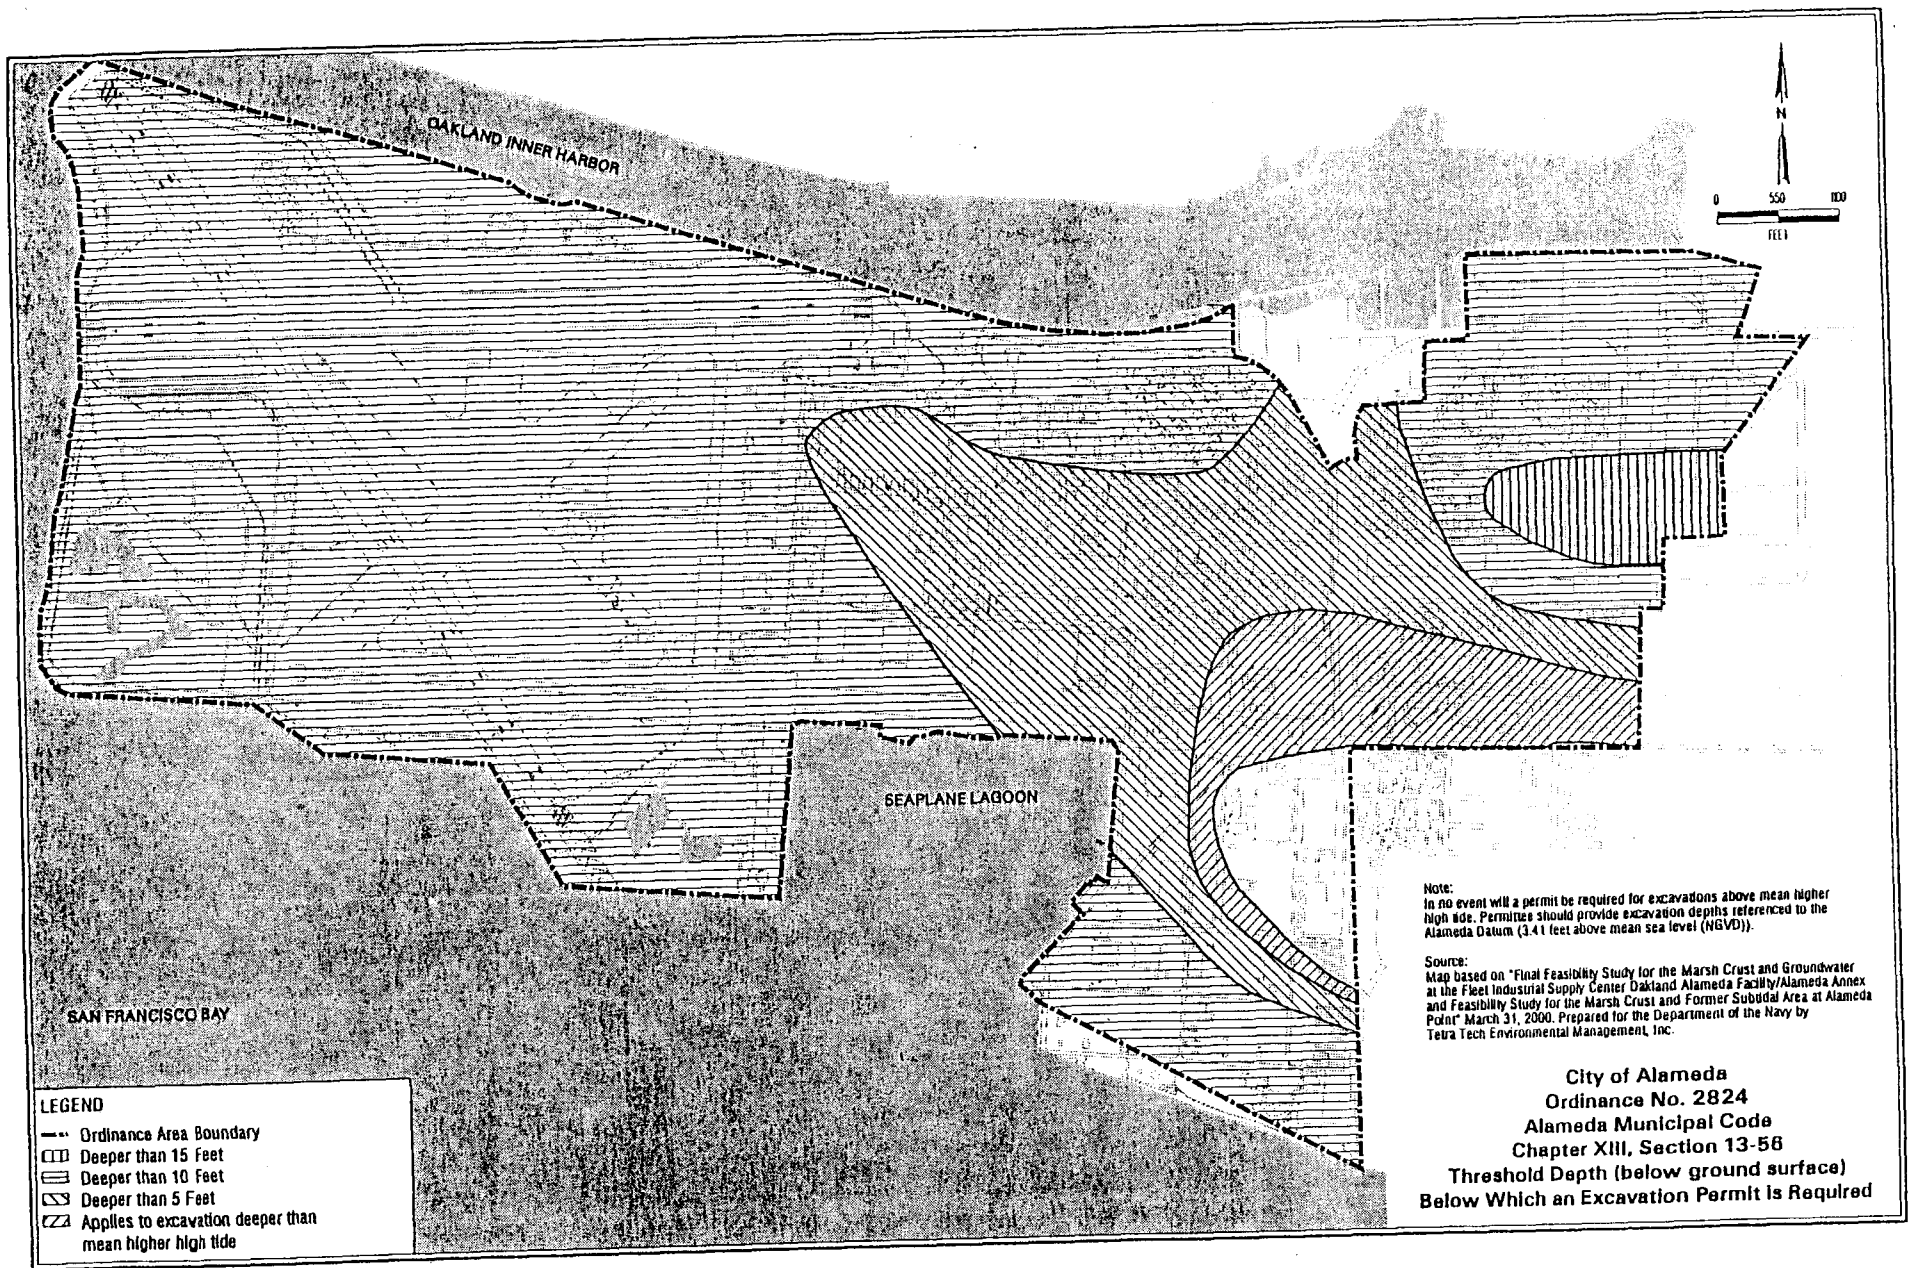 OAKLAND INNER HARBOR
N
0 550 1100
FEET
SEAPLANE LAGOON
SAN FRANCISCO BAY
Note:
In no event will a permit be required for excavations above mean higher
high tide. Permittee should provide excavation depths referenced to the
Alameda Datum (3.41 feet above mean sea level (NGVD)).
Source:
Map based on "Final Feasibility Study for the Marsh Crust and Groundwater
at the Fleet Industrial Supply Center Oakland Alameda Facility/Alameda Annex
and Feasibility Study for the Marsh Crust and Former Subtidal Area at Alameda
Point" March 31, 2000. Prepared for the Department of the Navy by
Tetra Tech Environmental Management, Inc.
City of Alameda
Ordinance No. 2824
Alameda Municipal Code
Chapter XIII, Section 13-56
Threshold Depth (below ground surface)
Below Which an Excavation Permit is Required
LEGEND
Ordinance Area Boundary
Deeper than 15 Feet
Deeper than 10 Feet
Deeper than 5 Feet
Applies to excavation deeper than
mean higher high tide